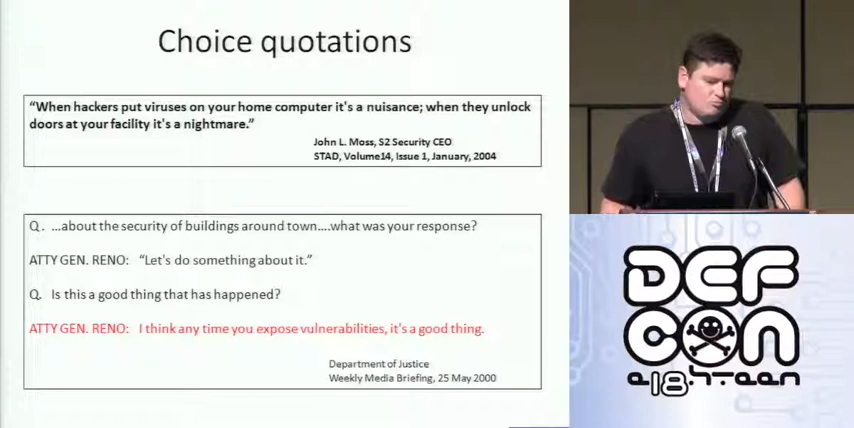 Choice quotations
“When hackers put viruses on your home computer it's a nuisance; when they unlock
doors at your facility it's a nightmare.”
John L. Moss, S2 Security CEO
STAD, Volume14, Issue 1, January, 2004
Q. ...about the security of buildings around town....what was your response?
ATTY GEN. RENO: “Let's do something about it.”
Q. Is this a good thing that has happened?
ATTY GEN. RENO: I think any time you expose vulnerabilities, it's a good thing.
Department of Justice
Weekly Media Briefing, 25 May 2000
DEF
CON
e18hteen